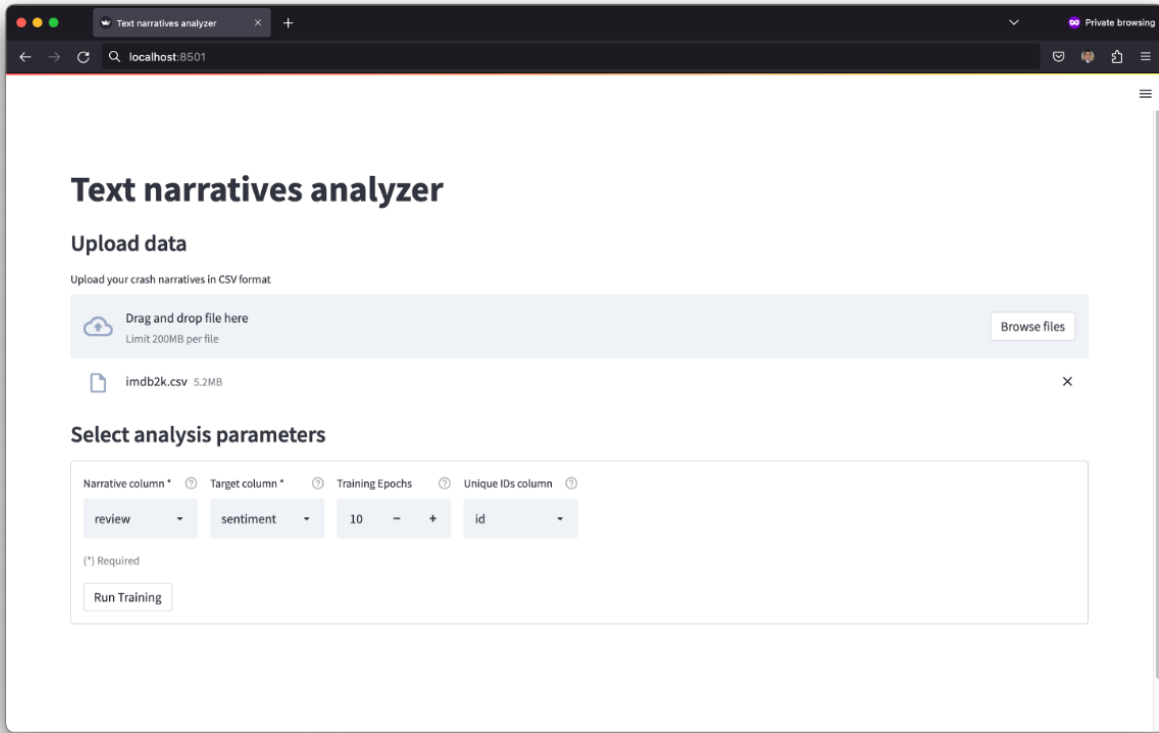 Text narratives analyzer
Private browsing
localhost:8501
Text narratives analyzer
Upload data
Upload your crash narratives in CSV format
Drag and drop file here
Limit 200MB per file
Browse files
imdb2k.csv 5.2MB
Select analysis parameters
Narrative column * Target column * Training Epochs Unique IDs column
review sentiment 10 − + id
(*) Required
Run Training